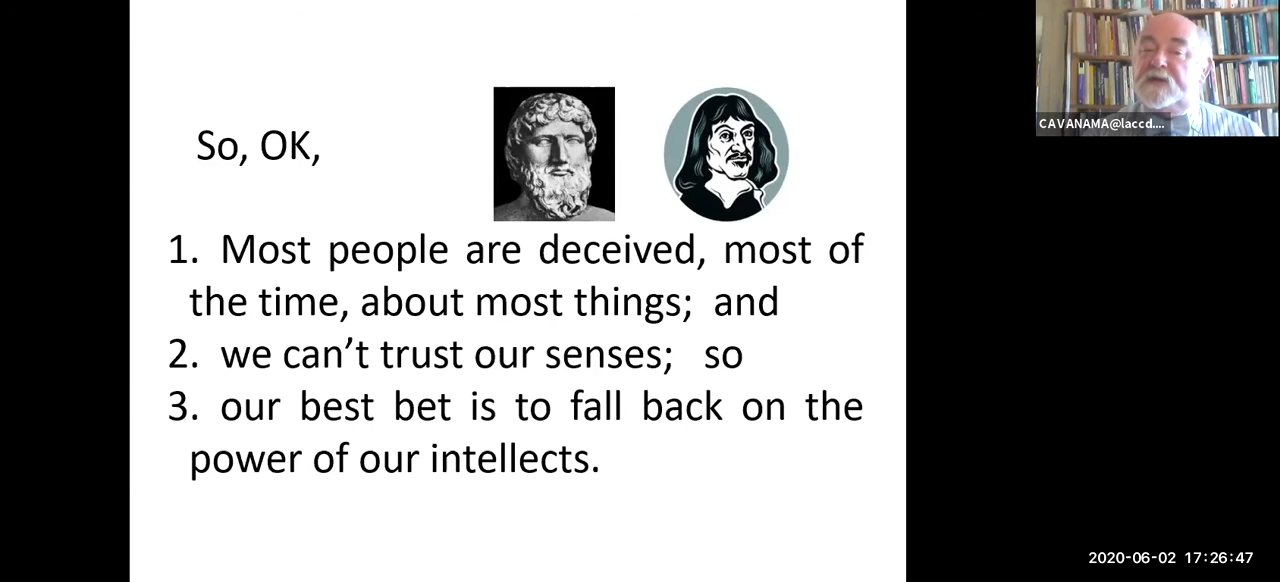 So, OK,
1. Most people are deceived, most of
the time, about most things; and
2. we can’t trust our senses; so
3. our best bet is to fall back on the
power of our intellects.
CAVANAMA@laccd....
2020-06-02 17:26:47